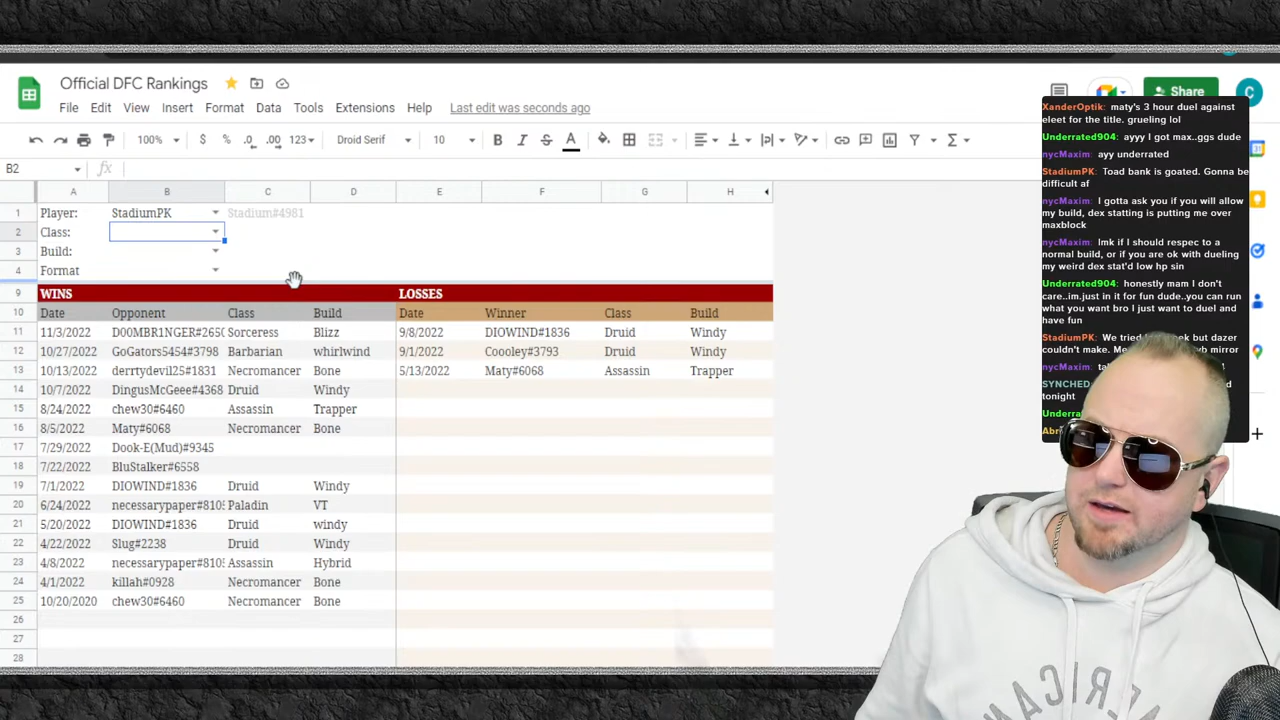 Official DFC Rankings
File Edit View Insert Format Data Tools Extensions Help Last edit was seconds ago
Share
C
100% $ % .0 .00 123 Droid Serif 10 B I S A
B2 fx
A B C D E F G H
1 Player: StadiumPK Stadium#4981
2 Class:
3 Build:
4 Format
9 WINS LOSSES
10 Date Opponent Class Build Date Winner Class Build
11 11/3/2022 D00MBR1NGER#2650 Sorceress Blizz 9/8/2022 DIOWIND#1836 Druid Windy
12 10/27/2022 GoGators5454#3798 Barbarian whirlwind 9/1/2022 Coooley#3793 Druid Windy
13 10/13/2022 derrtydevil25#1831 Necromancer Bone 5/13/2022 Maty#6068 Assassin Trapper
14 10/7/2022 DingusMcGeee#4368 Druid Windy
15 8/24/2022 chew30#6460 Assassin Trapper
16 8/5/2022 Maty#6068 Necromancer Bone
17 7/29/2022 Dook-E(Mud)#9345
18 7/22/2022 BluStalker#6558
19 7/1/2022 DIOWIND#1836 Druid Windy
20 6/24/2022 necessarypaper#8105 Paladin VT
21 5/20/2022 DIOWIND#1836 Druid windy
22 4/22/2022 Slug#2238 Druid Windy
23 4/8/2022 necessarypaper#8105 Assassin Hybrid
24 4/1/2022 killah#0928 Necromancer Bone
25 10/20/2020 chew30#6460 Necromancer Bone
26
27
28
XanderOptik: maty's 3 hour duel against
eleet for the title. grueling lol
Underrated904: ayyy I got max..ggs dude
nycMaxim: ayy underrated
StadiumPK: Toad bank is goated. Gonna be
difficult af
nycMaxim: I gotta ask you if you will allow
my build, dex statting is putting me over
maxblock
nycMaxim: lmk if I should respec to a
normal build, or if you are ok with dueling
my weird dex stat'd low hp sin
Underrated904: honestly mam I don't
care..im.just in it for fun dude..you can run
what you want bro I just want to duel and
have fun
StadiumPK: We tried but dazer
couldn't make. mirror
nycMaxim:
SYNCHED
tonight
AMERICAN